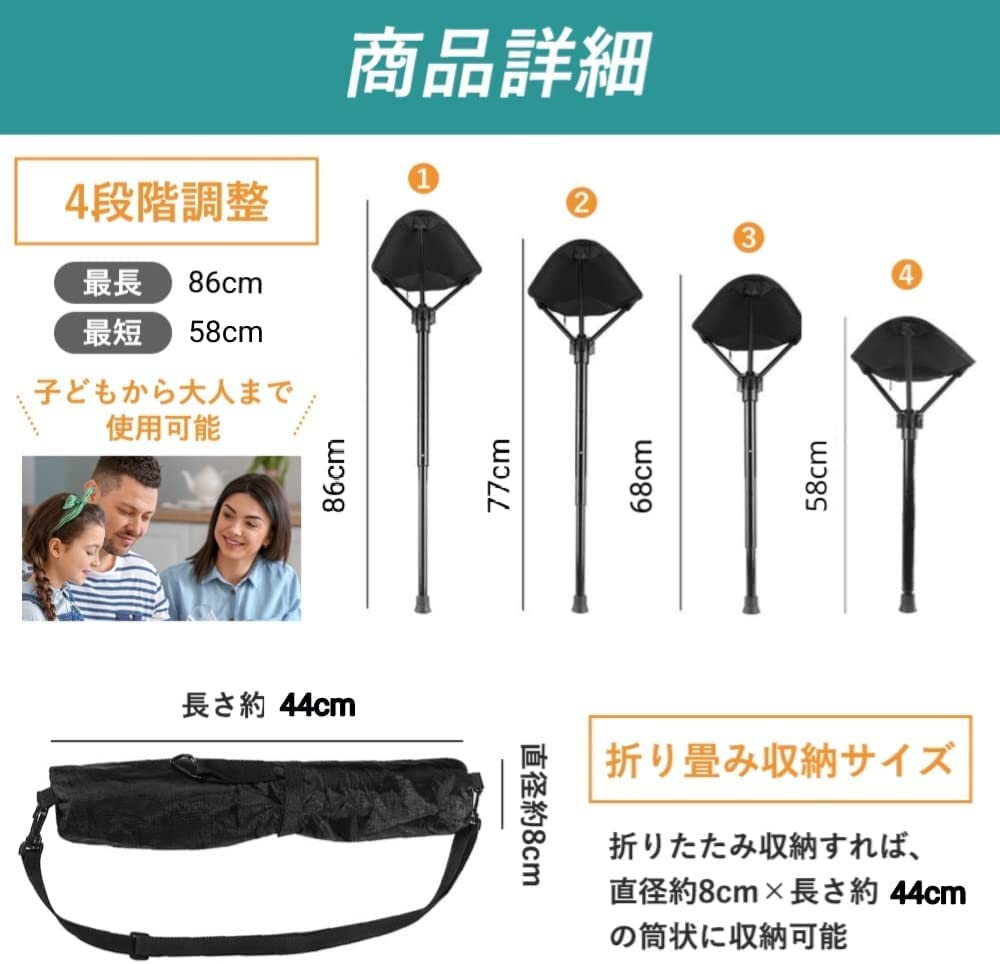 商品詳細
4段階調整
最長 86cm
最短 58cm
子どもから大人まで
使用可能
1
2
3
4
86cm
77cm
68cm
58cm
長さ約 44cm
直径約8cm
折り畳み収納サイズ
折りたたみ収納すれば、
直径約8cm×長さ約 44cm
の筒状に収納可能